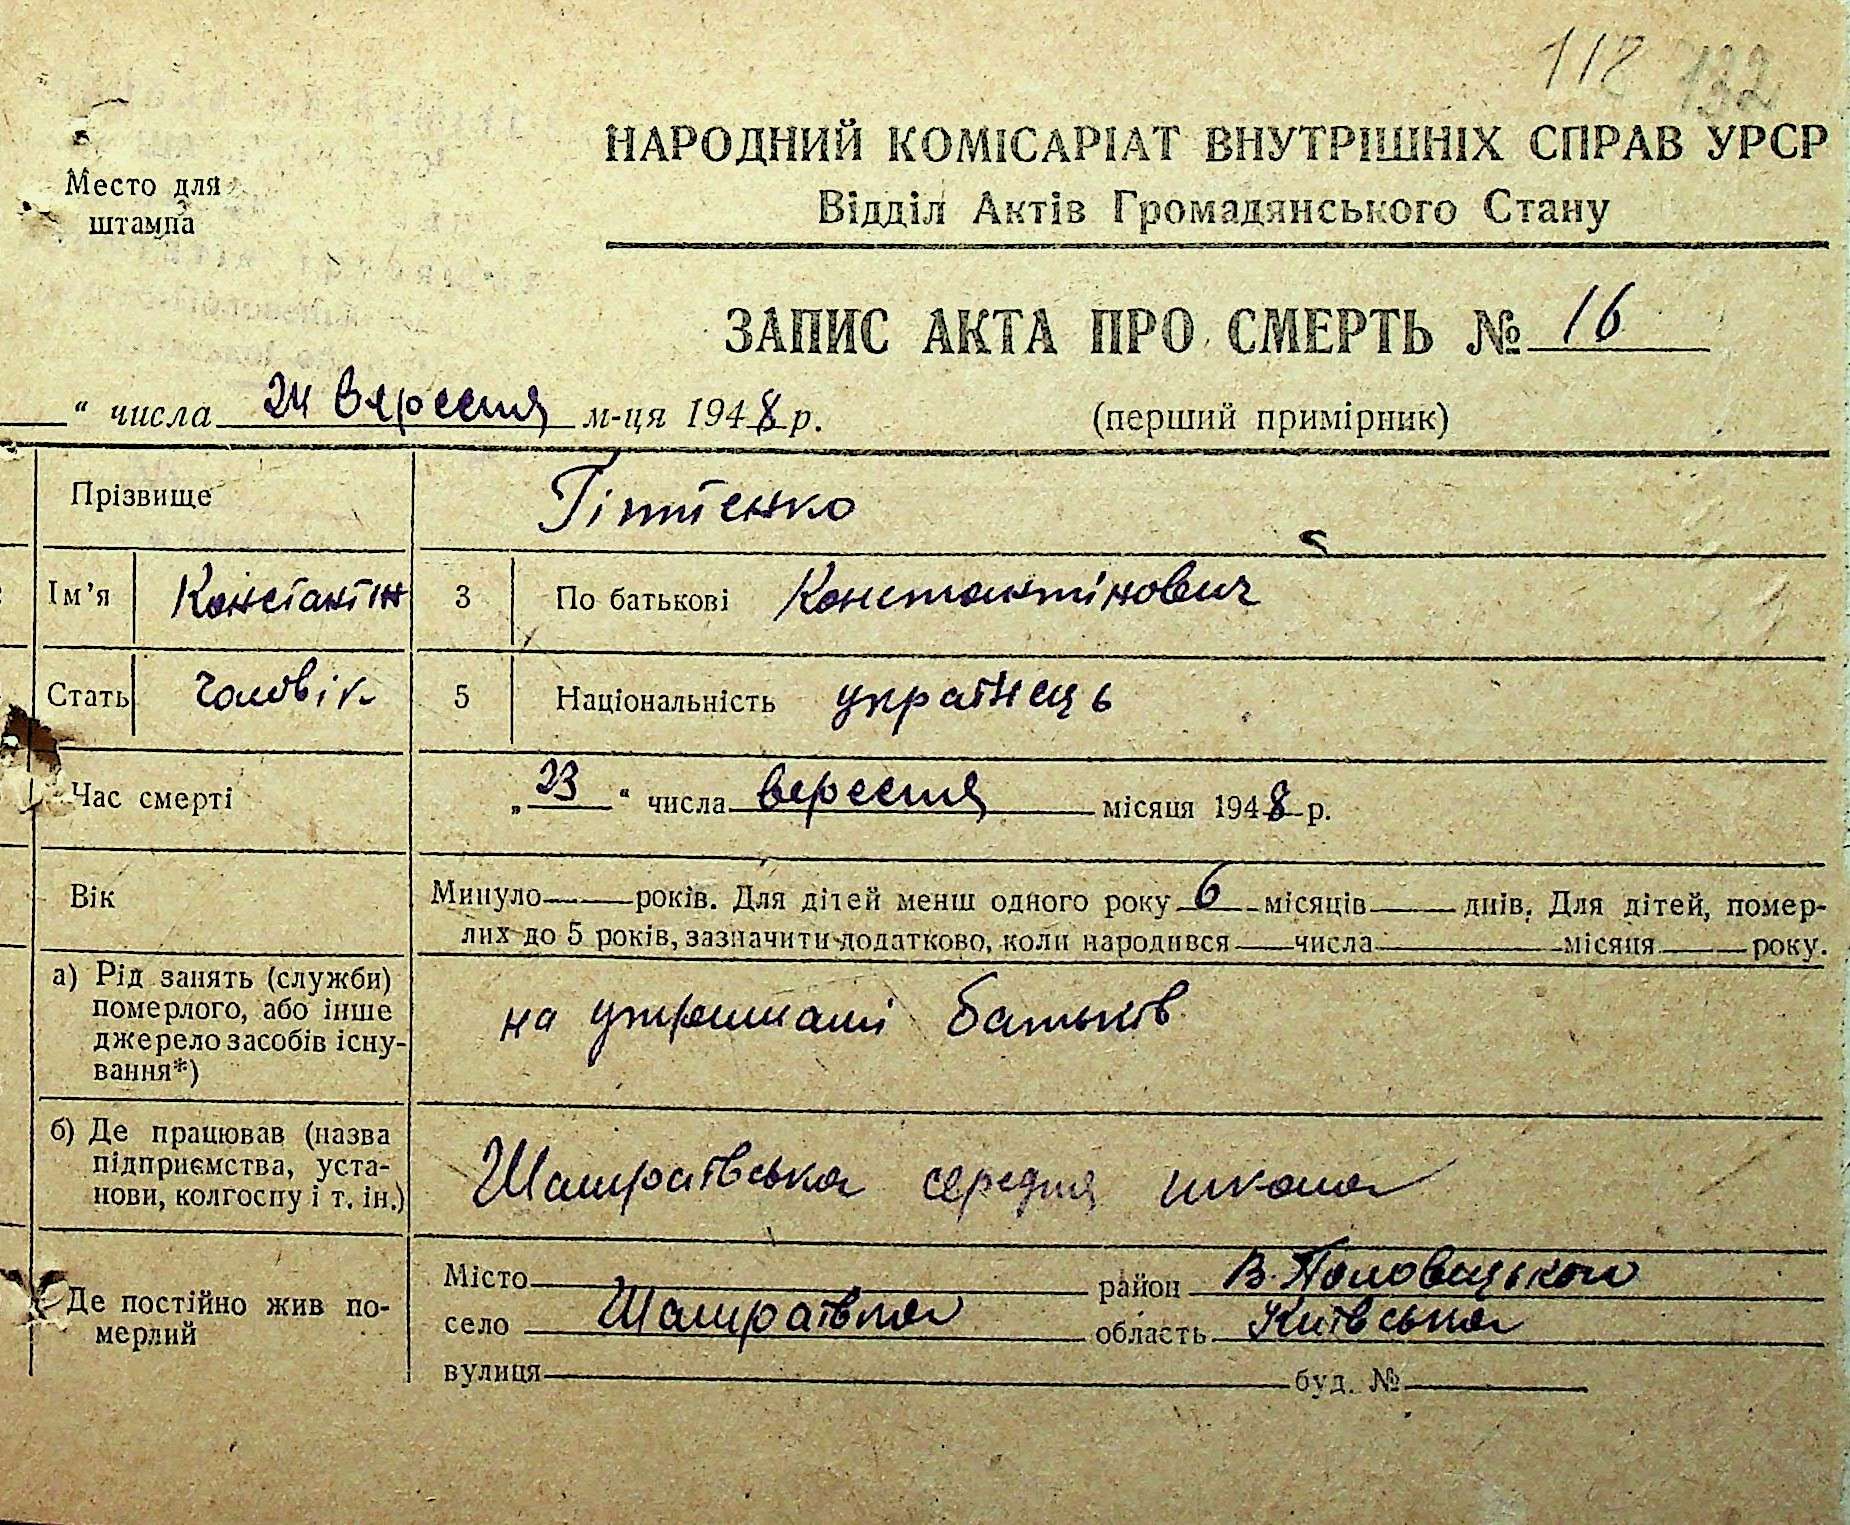 118 132
Место для
штампа
НАРОДНИЙ КОМІСАРІАТ ВНУТРІШНІХ СПРАВ УРСР
Відділ Актів Громадянського Стану
ЗАПИС АКТА ПРО СМЕРТЬ № 16
" числа 24 вересня м-ця 1948 р. (перший примірник)
Прізвище Гіптенко
Ім'я Констант­ін 3 По батькові Константінович
Стать чоловік 5 Національність українець
Час смерті „23" числа вересня місяця 1948 р.
Вік Минуло років. Для дітей менш одного року 6 місяців днів. Для дітей, помер-
лих до 5 років, зазначити додатково, коли народився числа місяця року.
а) Рід занять (служби)
померлого, або інше
джерело засобів існу-
вання*)
на утриманні батьків
б) Де працював (назва
підприємства, уста-
нови, колгоспу і т. ін.)
Шамраївська середня школа
Де постійно жив по-
мерлий
Місто район В. Половецького
село Шамраївка область Київська
вулиця буд. №